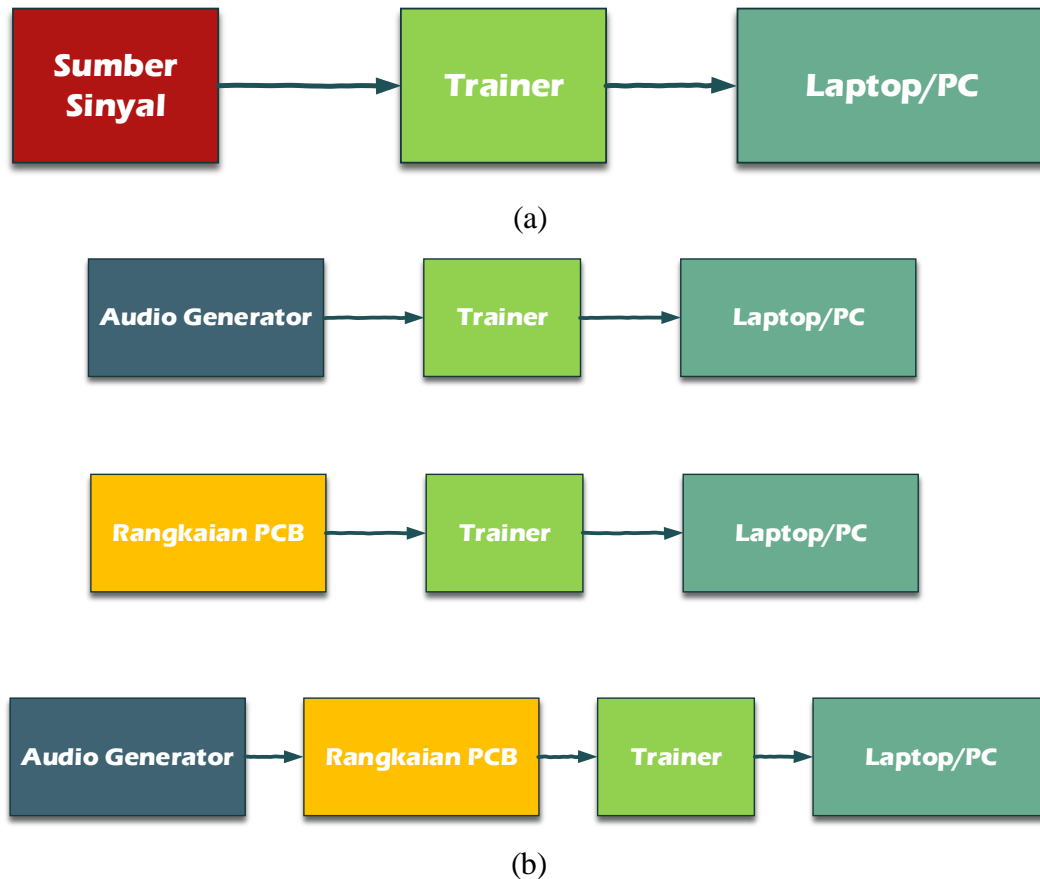 Sumber
Sinyal
Trainer
Laptop/PC
(a)
Audio Generator
Trainer
Laptop/PC
Rangkaian PCB
Trainer
Laptop/PC
Audio Generator
Rangkaian PCB
Trainer
Laptop/PC
(b)